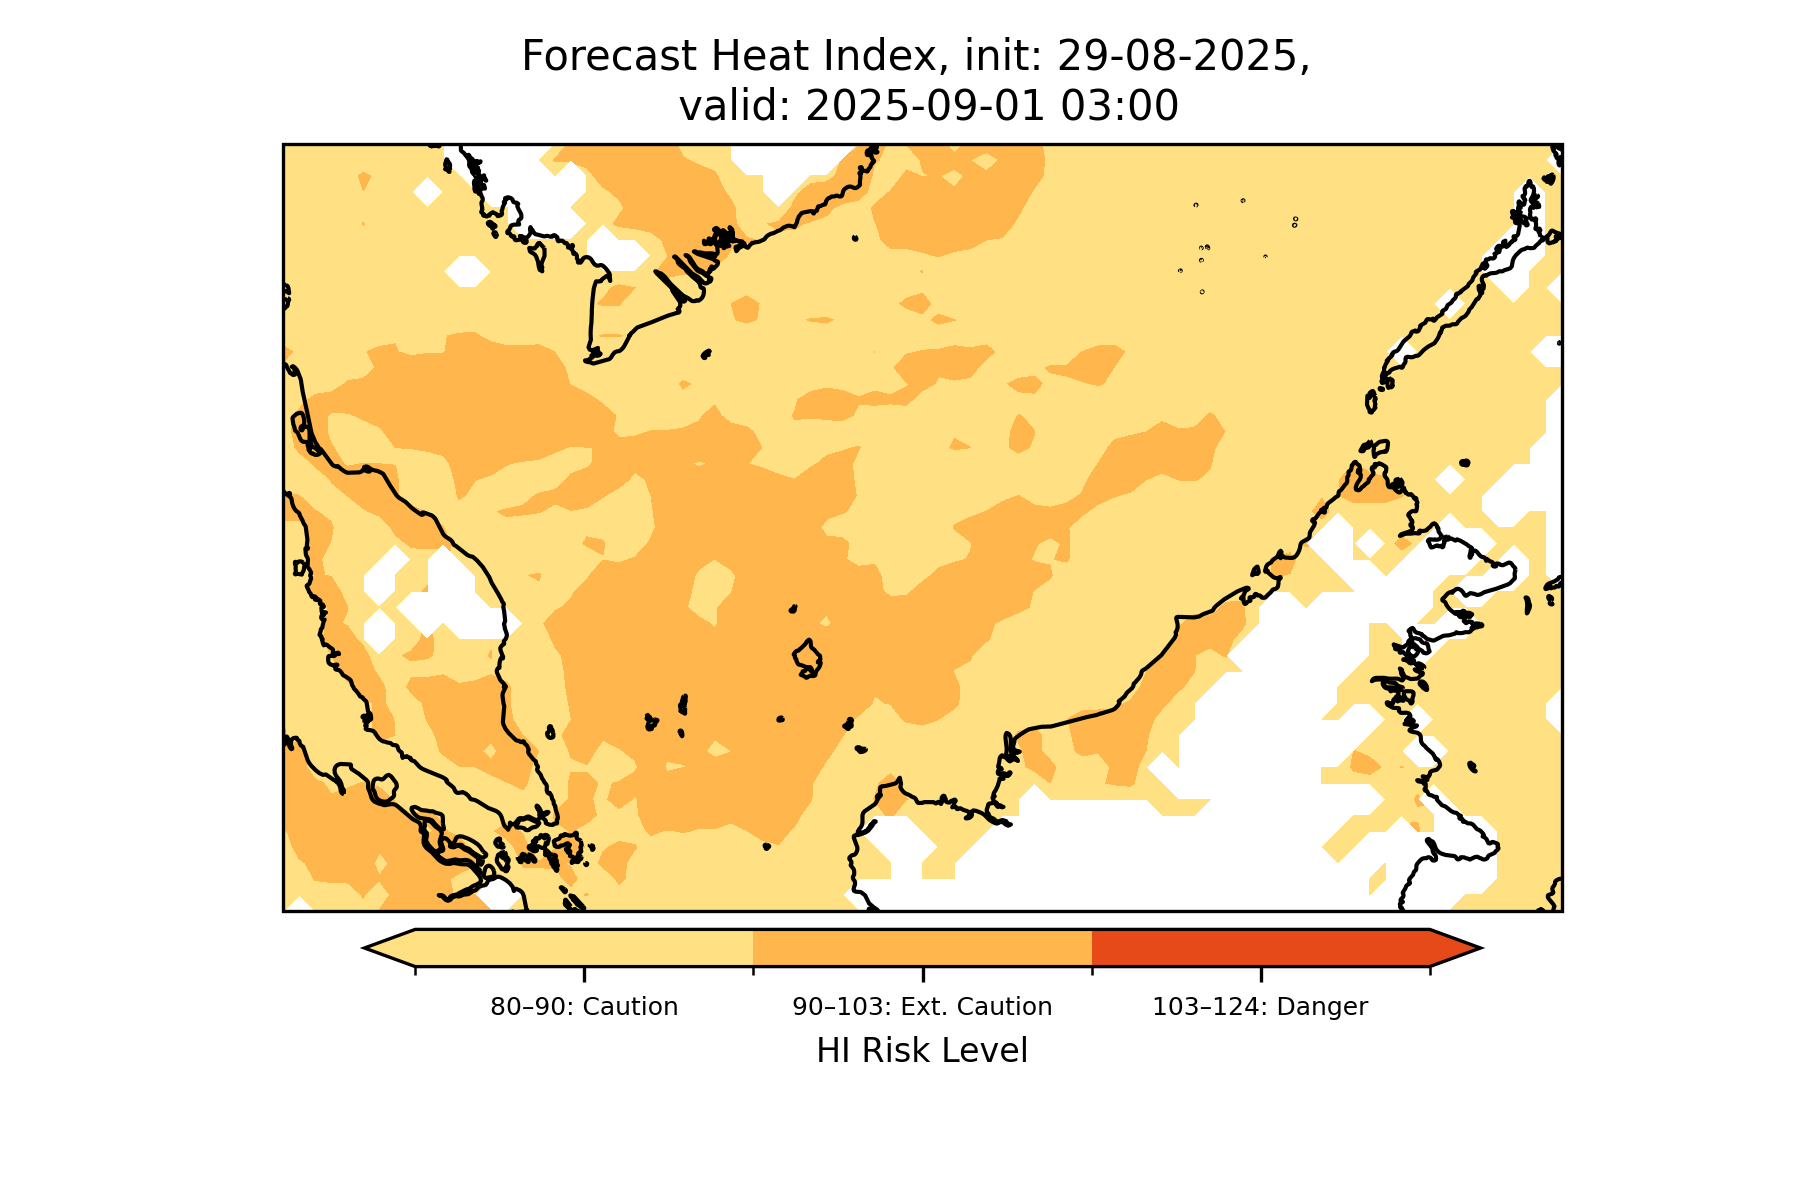 Forecast Heat Index, init: 29-08-2025,
valid: 2025-09-01 03:00
80–90: Caution
90–103: Ext. Caution
103–124: Danger
HI Risk Level